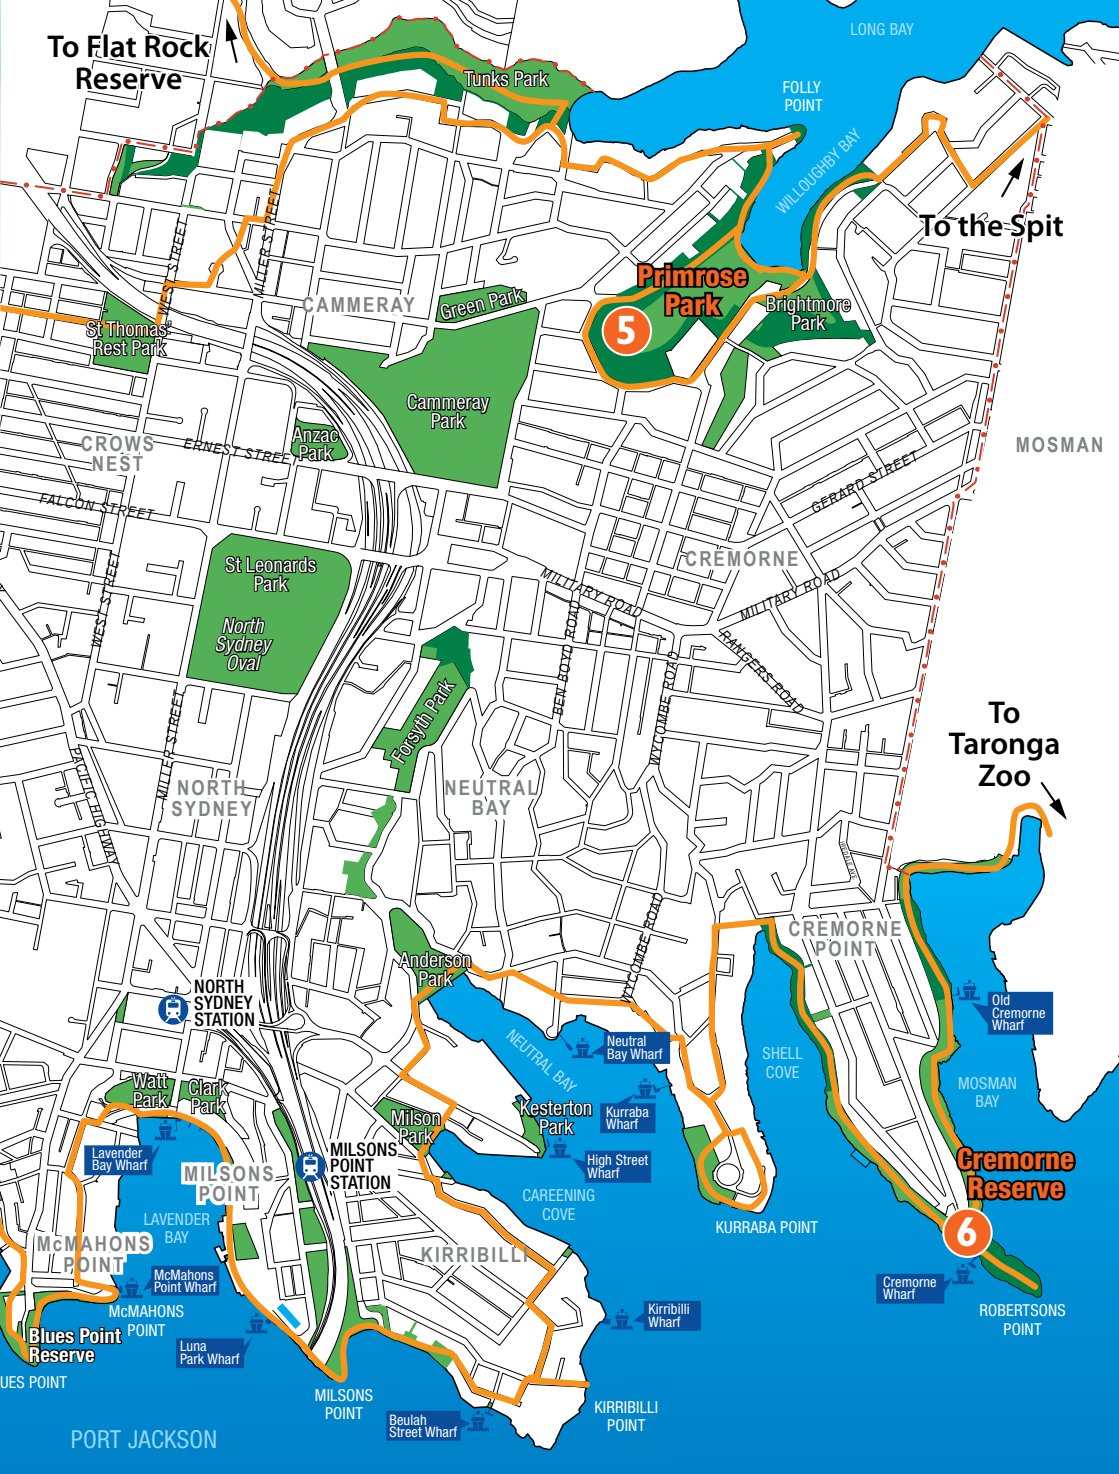 LONG BAY
To Flat Rock
Reserve
Tunks Park
FOLLY
POINT
WILLOUGHBY BAY
To the Spit
WEST STREET
MILLER STREET
CAMMERAY
Green Park
Primrose
Park
5
Brightmore
Park
St Thomas'
Rest Park
Cammeray
Park
Anzac
Park
CROWS
NEST
ERNEST STREET
MOSMAN
FALCON STREET
GERARD STREET
St Leonards
Park
North
Sydney
Oval
CREMORNE
MILITARY ROAD
MILITARY ROAD
WEST STREET
BEN BOYD ROAD
WYCOMBE ROAD
RANGERS ROAD
Forsyth Park
MILLER STREET
PACIFIC HIGHWAY
NORTH
SYDNEY
NEUTRAL
BAY
To
Taronga
Zoo
WYCOMBE ROAD
CREMORNE
POINT
Anderson
Park
NORTH
SYDNEY
STATION
Old
Cremorne
Wharf
NEUTRAL BAY
Neutral
Bay Wharf
SHELL
COVE
MOSMAN
BAY
Watt
Park
Clark
Park
Milson
Park
Kesterton
Park
Kurraba
Wharf
Lavender
Bay Wharf
MILSONS
POINT
STATION
High Street
Wharf
MILSONS
POINT
Cremorne
Reserve
6
CAREENING
COVE
KURRABA POINT
LAVENDER
BAY
McMAHONS
POINT
KIRRIBILLI
McMahons
Point Wharf
Cremorne
Wharf
McMAHONS
POINT
Kirribilli
Wharf
ROBERTSONS
POINT
Blues Point
Reserve
Luna
Park Wharf
UES POINT
MILSONS
POINT
Beulah
Street Wharf
KIRRIBILLI
POINT
PORT JACKSON